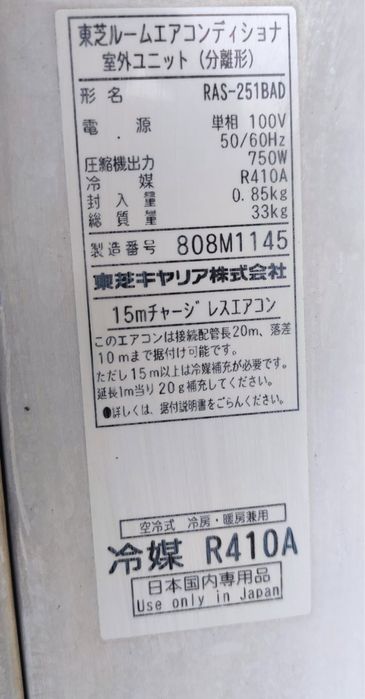 東芝ルームエアコンディショナ
室外ユニット（分離形）
形名 RAS-251BAD
電源 単相 100V
50/60Hz
圧縮機出力 750W
冷媒 R410A
封入量 0.85kg
総質量 33kg
製造番号 808M1145
東芝キヤリア株式会社
15mチャージレスエアコン
このエアコンは接続配管長20m、落差
10mまで据付け可能です。
ただし15m以上は冷媒補充が必要です。
延長1m当り20g補充してください。
●詳しくは、据付説明書をごらんください。
空冷式 冷房・暖房兼用
冷媒 R410A
日本国内専用品
Use only in Japan